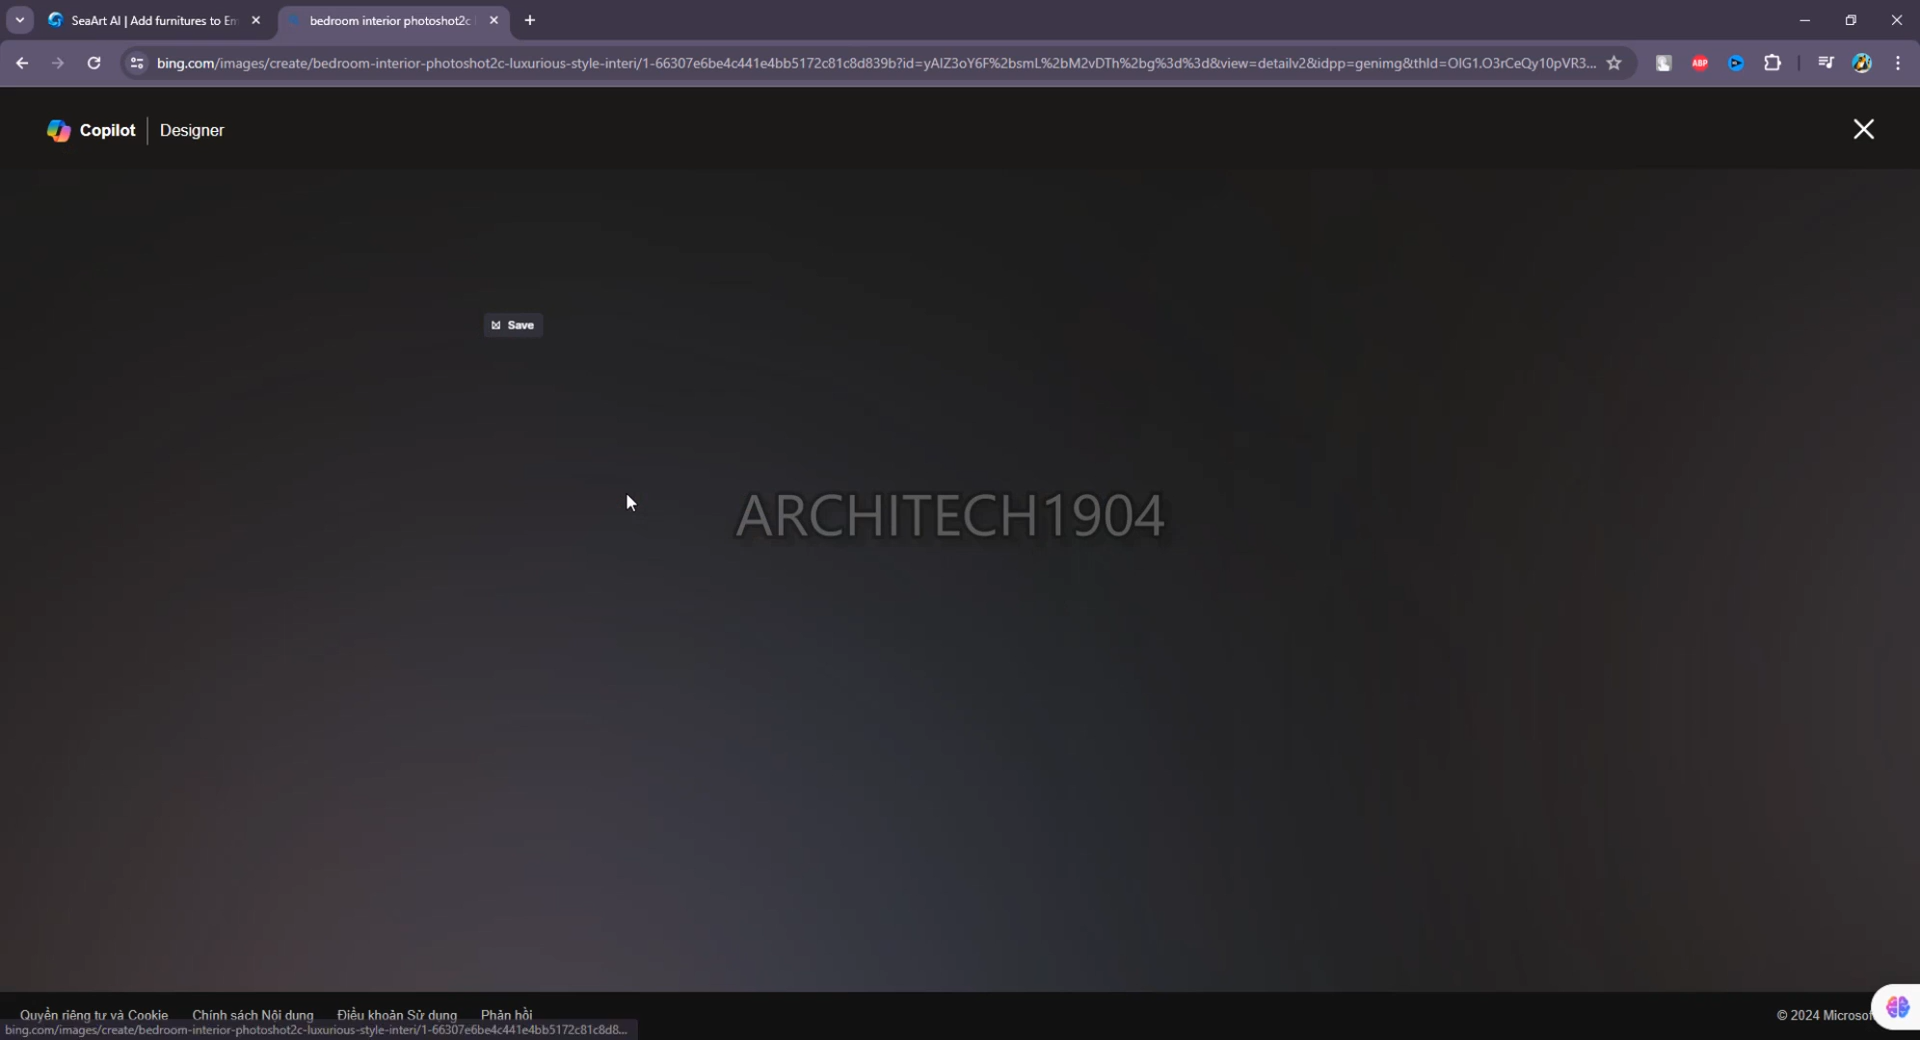 SeaArt AI | Add furnitures to Em
bedroom interior photoshot2c
bing.com/images/create/bedroom-interior-photoshot2c-luxurious-style-interi/1-66307e6be4c441e4bb5172c81c8d839b?id=yAlZ3oY6F%2bsmL%2bM2vDTh%2bg%3d%3d&view=detailv2&idpp=genimg&thId=OIG1.O3rCeQy10pVR3...
ABP
Copilot
Designer
Save
ARCHITECH1904
Quyền riêng tư và Cookie
Chính sách Nội dung
Điều khoản Sử dụng
Phản hồi
© 2024 Microsof
bing.com/images/create/bedroom-interior-photoshot2c-luxurious-style-interi/1-66307e6be4c441e4bb5172c81c8d8...